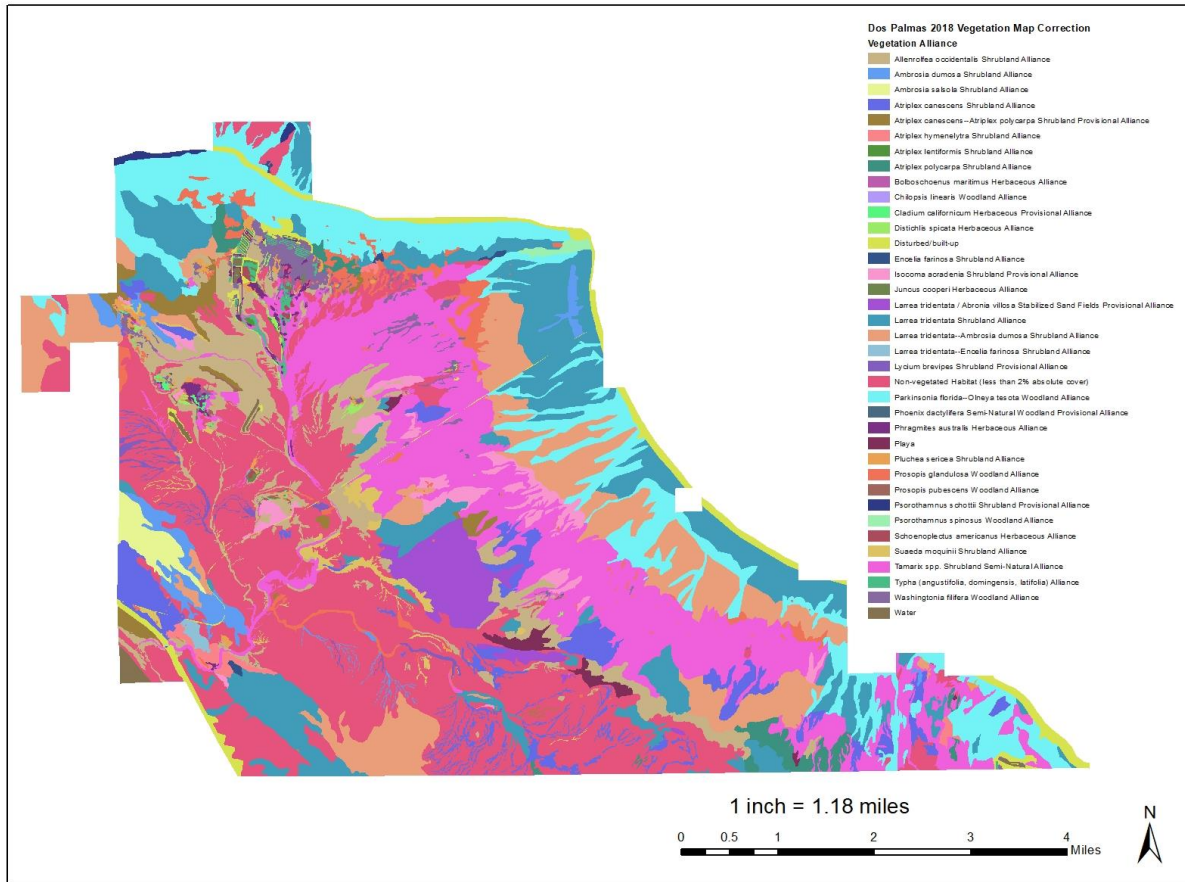 Dos Palmas 2018 Vegetation Map Correction
Vegetation Alliance
Allenrolfea occidentalis Shrubland Alliance
Ambrosia dumosa Shrubland Alliance
Ambrosia salsola Shrubland Alliance
Atriplex canescens Shrubland Alliance
Atriplex canescens--Atriplex polycarpa Shrubland Provisional Alliance
Atriplex hymenelytra Shrubland Alliance
Atriplex lentiformis Shrubland Alliance
Atriplex polycarpa Shrubland Alliance
Bolboschoenus maritimus Herbaceous Alliance
Chilopsis linearis Woodland Alliance
Cladium californicum Herbaceous Provisional Alliance
Distichlis spicata Herbaceous Alliance
Disturbed/built-up
Encelia farinosa Shrubland Alliance
Isocoma acradenia Shrubland Provisional Alliance
Juncus cooperi Herbaceous Alliance
Larrea tridentata / Abronia villosa Stabilized Sand Fields Provisional Alliance
Larrea tridentata Shrubland Alliance
Larrea tridentata--Ambrosia dumosa Shrubland Alliance
Larrea tridentata--Encelia farinosa Shrubland Alliance
Lycium brevipes Shrubland Provisional Alliance
Non-vegetated Habitat (less than 2% absolute cover)
Parkinsonia florida--Olneya tesota Woodland Alliance
Phoenix dactylifera Semi-Natural Woodland Provisional Alliance
Phragmites australis Herbaceous Alliance
Playa
Pluchea sericea Shrubland Alliance
Prosopis glandulosa Woodland Alliance
Prosopis pubescens Woodland Alliance
Psorothamnus schottii Shrubland Provisional Alliance
Psorothamnus spinosus Woodland Alliance
Schoenoplectus americanus Herbaceous Alliance
Suaeda moquinii Shrubland Alliance
Tamarix spp. Shrubland Semi-Natural Alliance
Typha (angustifolia, domingensis, latifolia) Alliance
Washingtonia filifera Woodland Alliance
Water
1 inch = 1.18 miles
0 0.5 1 2 3 4
Miles
N